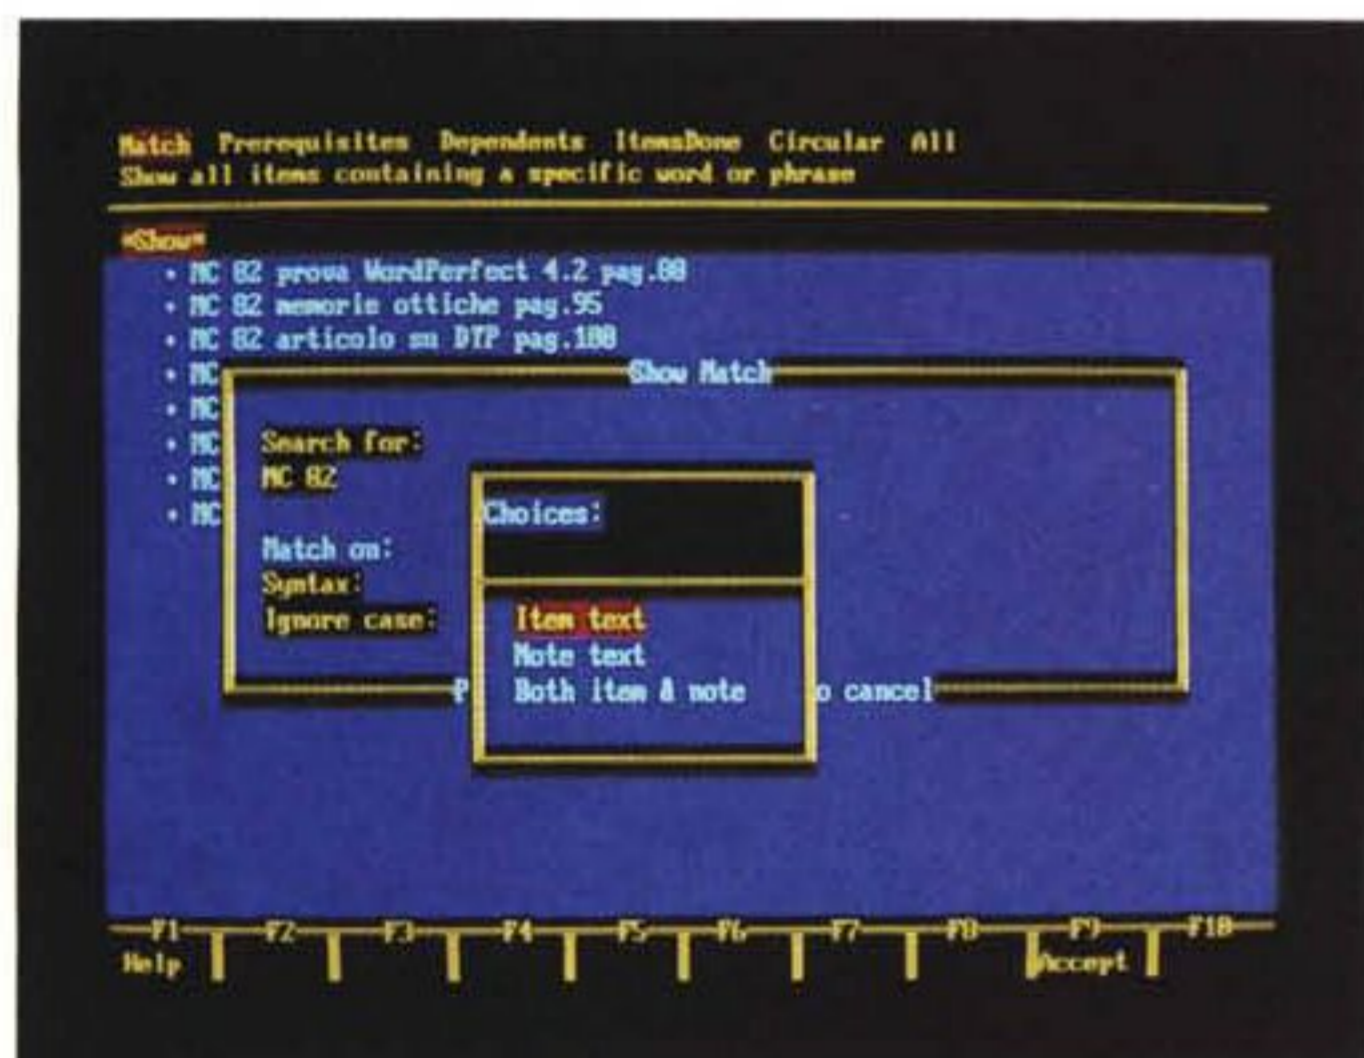 Match Prerequisites Dependents ItemsDone Circular All
Show all items containing a specific word or phrase
*Show*
• MC 82 prova WordPerfect 4.2 pag.80
• MC 82 memorie ottiche pag.95
• MC 82 articolo su DTP pag.100
• MC
Show Match
• MC
• MC
Search for:
• MC
MC 82
• MC
Choices:
Match on:
Syntax:
Ignore case:
Item text
Note text
P
Both item & note
o cancel
F1 F2 F3 F4 F5 F6 F7 F8 F9 F10
Help
Accept